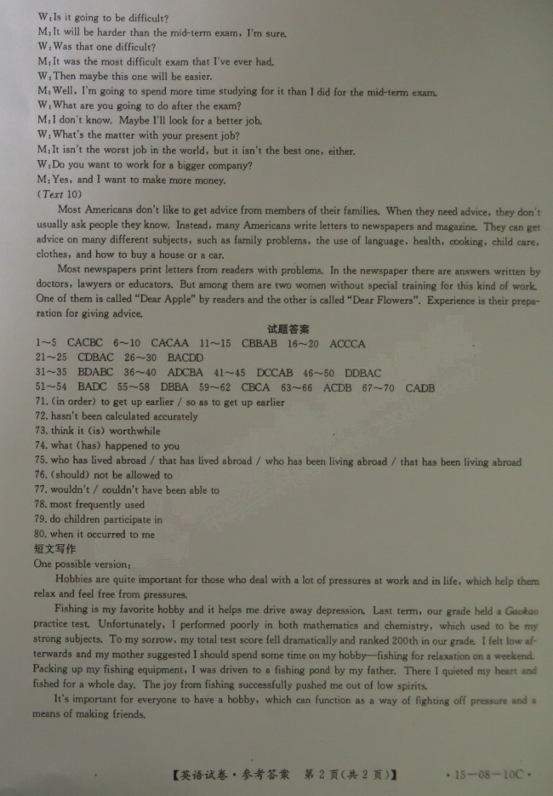 W:Is it going to be difficult?
M:It will be harder than the mid-term exam, I'm sure.
W:Was that one difficult?
M:It was the most difficult exam that I've ever had.
W:Then maybe this one will be easier.
M:Well, I'm going to spend more time studying for it than I did for the mid-term exam.
W:What are you going to do after the exam?
M:I don't know. Maybe I'll look for a better job.
W:What's the matter with your present job?
M:It isn't the worst job in the world, but it isn't the best one, either.
W:Do you want to work for a bigger company?
M:Yes, and I want to make more money.
(Text 10)
Most Americans don't like to get advice from members of their families. When they need advice, they don't
usually ask people they know. Instead, many Americans write letters to newspapers and magazine. They can get
advice on many different subjects, such as family problems, the use of language, health, cooking, child care,
clothes, and how to buy a house or a car.
Most newspapers print letters from readers with problems. In the newspaper there are answers written by
doctors, lawyers or educators. But among them are two women without special training for this kind of work.
One of them is called "Dear Apple" by readers and the other is called "Dear Flowers". Experience is their prepa-
ration for giving advice.
试题答案
1~5 CACBC 6~10 CACAA 11~15 CBBAB 16~20 ACCCA
21~25 CDBAC 26~30 BACDD
31~35 BDABC 36~40 ADCBA 41~45 DCCAB 46~50 DDBAC
51~54 BADC 55~58 DBBA 59~62 CBCA 63~66 ACDB 67~70 CADB
71. (in order) to get up earlier / so as to get up earlier
72. hasn't been calculated accurately
73. think it (is) worthwhile
74. what (has) happened to you
75. who has lived abroad / that has lived abroad / who has been living abroad / that has been living abroad
76. (should) not be allowed to
77. wouldn't / couldn't have been able to
78. most frequently used
79. do children participate in
80. when it occurred to me
短文写作
One possible version:
Hobbies are quite important for those who deal with a lot of pressures at work and in life, which help them
relax and feel free from pressures.
Fishing is my favorite hobby and it helps me drive away depression. Last term, our grade held a Gaokao
practice test. Unfortunately, I performed poorly in both mathematics and chemistry, which used to be my
strong subjects. To my sorrow, my total test score fell dramatically and ranked 200th in our grade. I felt low af-
terwards and my mother suggested I should spend some time on my hobby—fishing for relaxation on a weekend.
Packing up my fishing equipment, I was driven to a fishing pond by my father. There I quieted my heart and
fished for a whole day. The joy from fishing successfully pushed me out of low spirits.
It's important for everyone to have a hobby, which can function as a way of fighting off pressure and a
means of making friends.
【英语试卷·参考答案 第2页(共2页)】 ·15-08-10C·